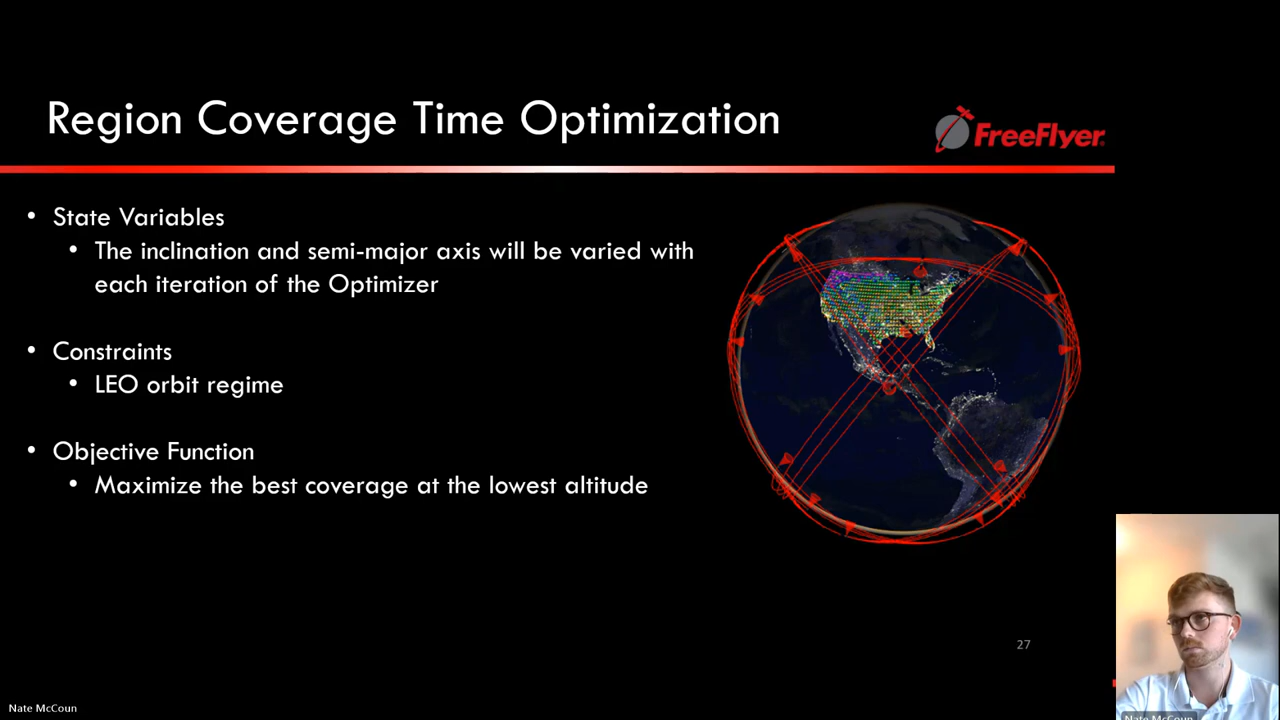 Region Coverage Time Optimization
FreeFlyer
• State Variables
• The inclination and semi-major axis will be varied with
each iteration of the Optimizer
• Constraints
• LEO orbit regime
• Objective Function
• Maximize the best coverage at the lowest altitude
27
Nate McCoun
Nate McCoun